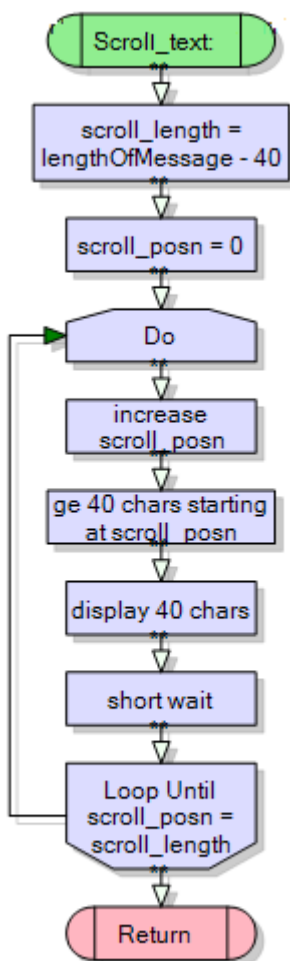 Scroll_text:
**
scroll_length =
lengthOfMessage - 40
**
scroll_posn = 0
**
Do
**
increase
scroll_posn
**
ge 40 chars starting
at scroll_posn
**
display 40 chars
**
short wait
**
Loop Until
scroll_posn =
scroll_length
**
Return